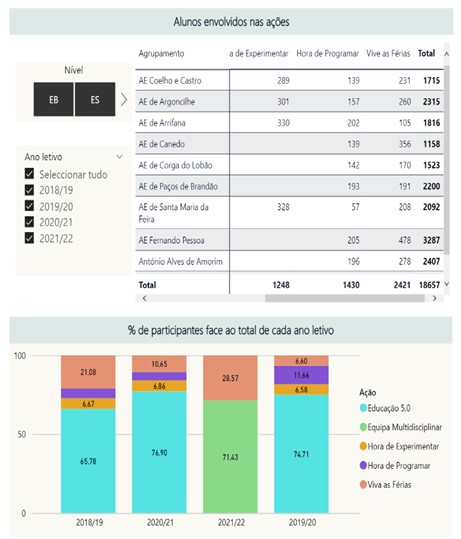 Alunos envolvidos nas ações
Nível
EB ES
Ano letivo
Seleccionar tudo
2018/19
2019/20
2020/21
2021/22
Agrupamento a de Experimentar Hora de Programar Vive as Férias Total
AE Coelho e Castro 289 139 231 1715
AE de Argoncilhe 301 157 260 2315
AE de Arrifana 330 202 105 1816
AE de Canedo 139 356 1158
AE de Corga do Lobão 142 170 1523
AE de Paços de Brandão 193 191 2200
AE de Santa Maria da 328 57 208 2092
Feira
AE Fernando Pessoa 205 478 3287
António Alves de Amorim 196 278 2407
Total 1248 1430 2421 18657
% de participantes face ao total de cada ano letivo
100
50
0
21,08
6,67
65,78
2018/19
10,65
6,86
76,90
2020/21
28,57
71,43
2021/22
6,60
11,66
6,58
74,71
2019/20
Ação
Educação 5,0
Equipa Multidisciplinar
Hora de Experimentar
Hora de Programar
Viva as Férias